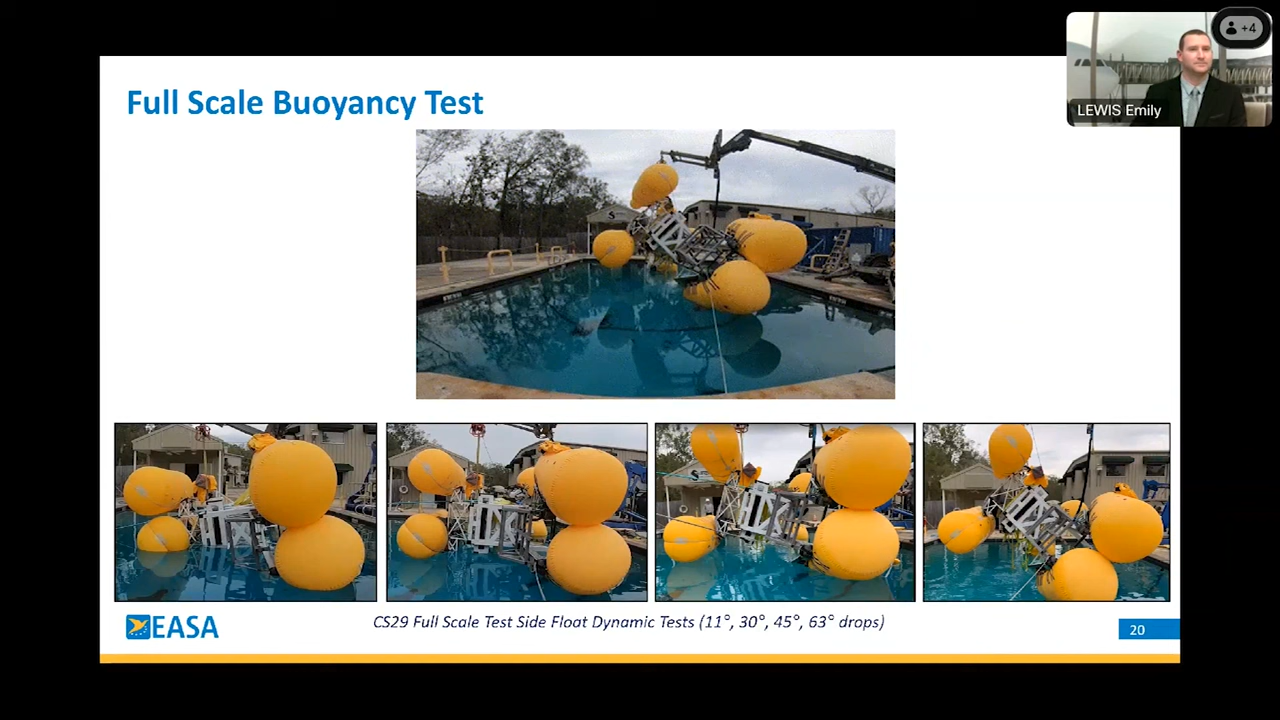 +4
LEWIS Emily
Full Scale Buoyancy Test
CS29 Full Scale Test Side Float Dynamic Tests (11°, 30°, 45°, 63° drops)
EASA
20